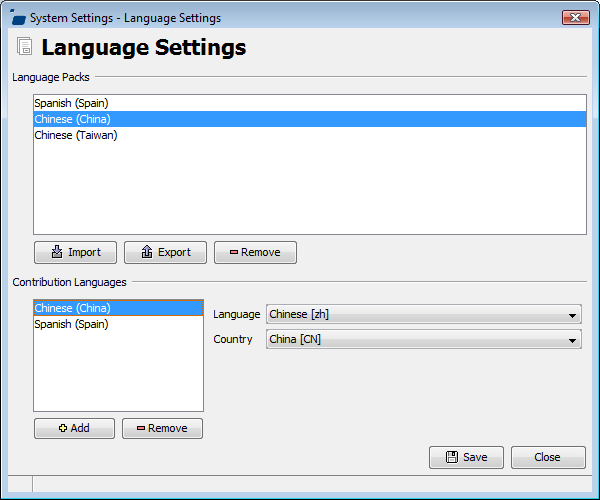 System Settings - Language Settings
Language Settings
Language Packs
Spanish (Spain)
Chinese (China)
Chinese (Taiwan)
Import
Export
Remove
Contribution Languages
Chinese (China)
Spanish (Spain)
Language
Chinese [zh]
Country
China [CN]
Add
Remove
Save
Close